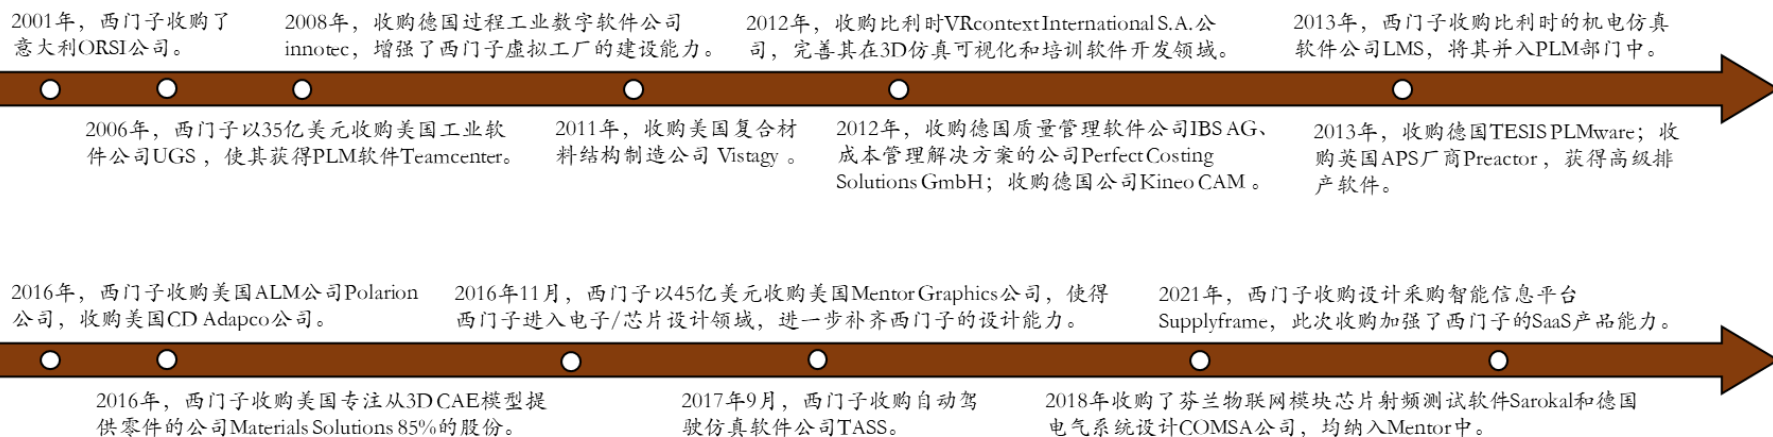 2001年，西门子收购了
意大利ORSI公司。
2008年，收购德国过程工业数字软件公司
innotec，增强了西门子虚拟工厂的建设能力。
2012年，收购比利时VRcontext International S.A.公
司，完善其在3D仿真可视化和培训软件开发领域。
2013年，西门子收购比利时的机电仿真
软件公司LMS，将其并入PLM部门中。
2006年，西门子以35亿美元收购美国工业软
件公司UGS，使其获得PLM软件Teamcenter。
2011年，收购美国复合材
料结构制造公司 Vistagy 。
2012年，收购德国质量管理软件公司IBS AG、
成本管理解决方案的公司Perfect Costing
Solutions GmbH；收购德国公司Kineo CAM 。
2013年，收购德国TESIS PLMware；收
购英国APS厂商Preactor，获得高级排
产软件。
2016年，西门子收购美国ALM公司Polarion
公司，收购美国CD Adapco公司。
2016年11月，西门子以45亿美元收购美国Mentor Graphics公司，使得
西门子进入电子/芯片设计领域，进一步补齐西门子的设计能力。
2021年，西门子收购设计采购智能信息平台
Supplyframe，此次收购加强了西门子的SaaS产品能力。
2016年，西门子收购美国专注从3D CAE模型提
供零件的公司Materials Solutions 85%的股份。
2017年9月，西门子收购自动驾
驶仿真软件公司TASS。
2018年收购了芬兰物联网模块芯片射频测试软件Sarokal和德国
电气系统设计COMSA公司，均纳入Mentor中。